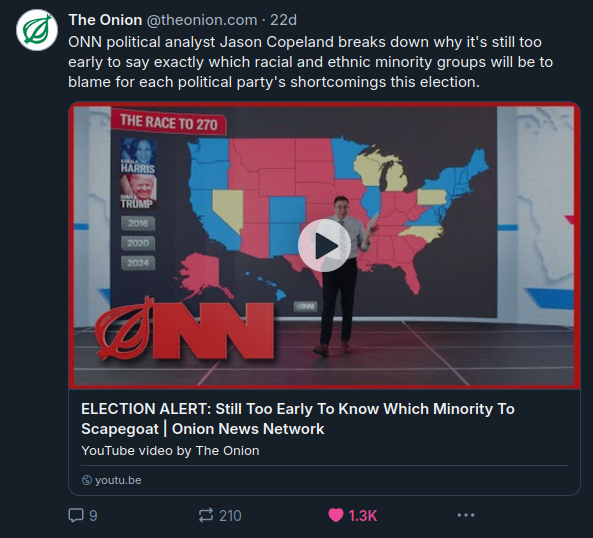 The Onion @theonion.com · 22d
ONN political analyst Jason Copeland breaks down why it's still too
early to say exactly which racial and ethnic minority groups will be to
blame for each political party's shortcomings this election.
THE RACE TO 270
KAMALA
HARRIS
DONALD
TRUMP
2016
2020
2024
ONN
ONN
ELECTION ALERT: Still Too Early To Know Which Minority To
Scapegoat | Onion News Network
YouTube video by The Onion
youtu.be
9 210 1.3K